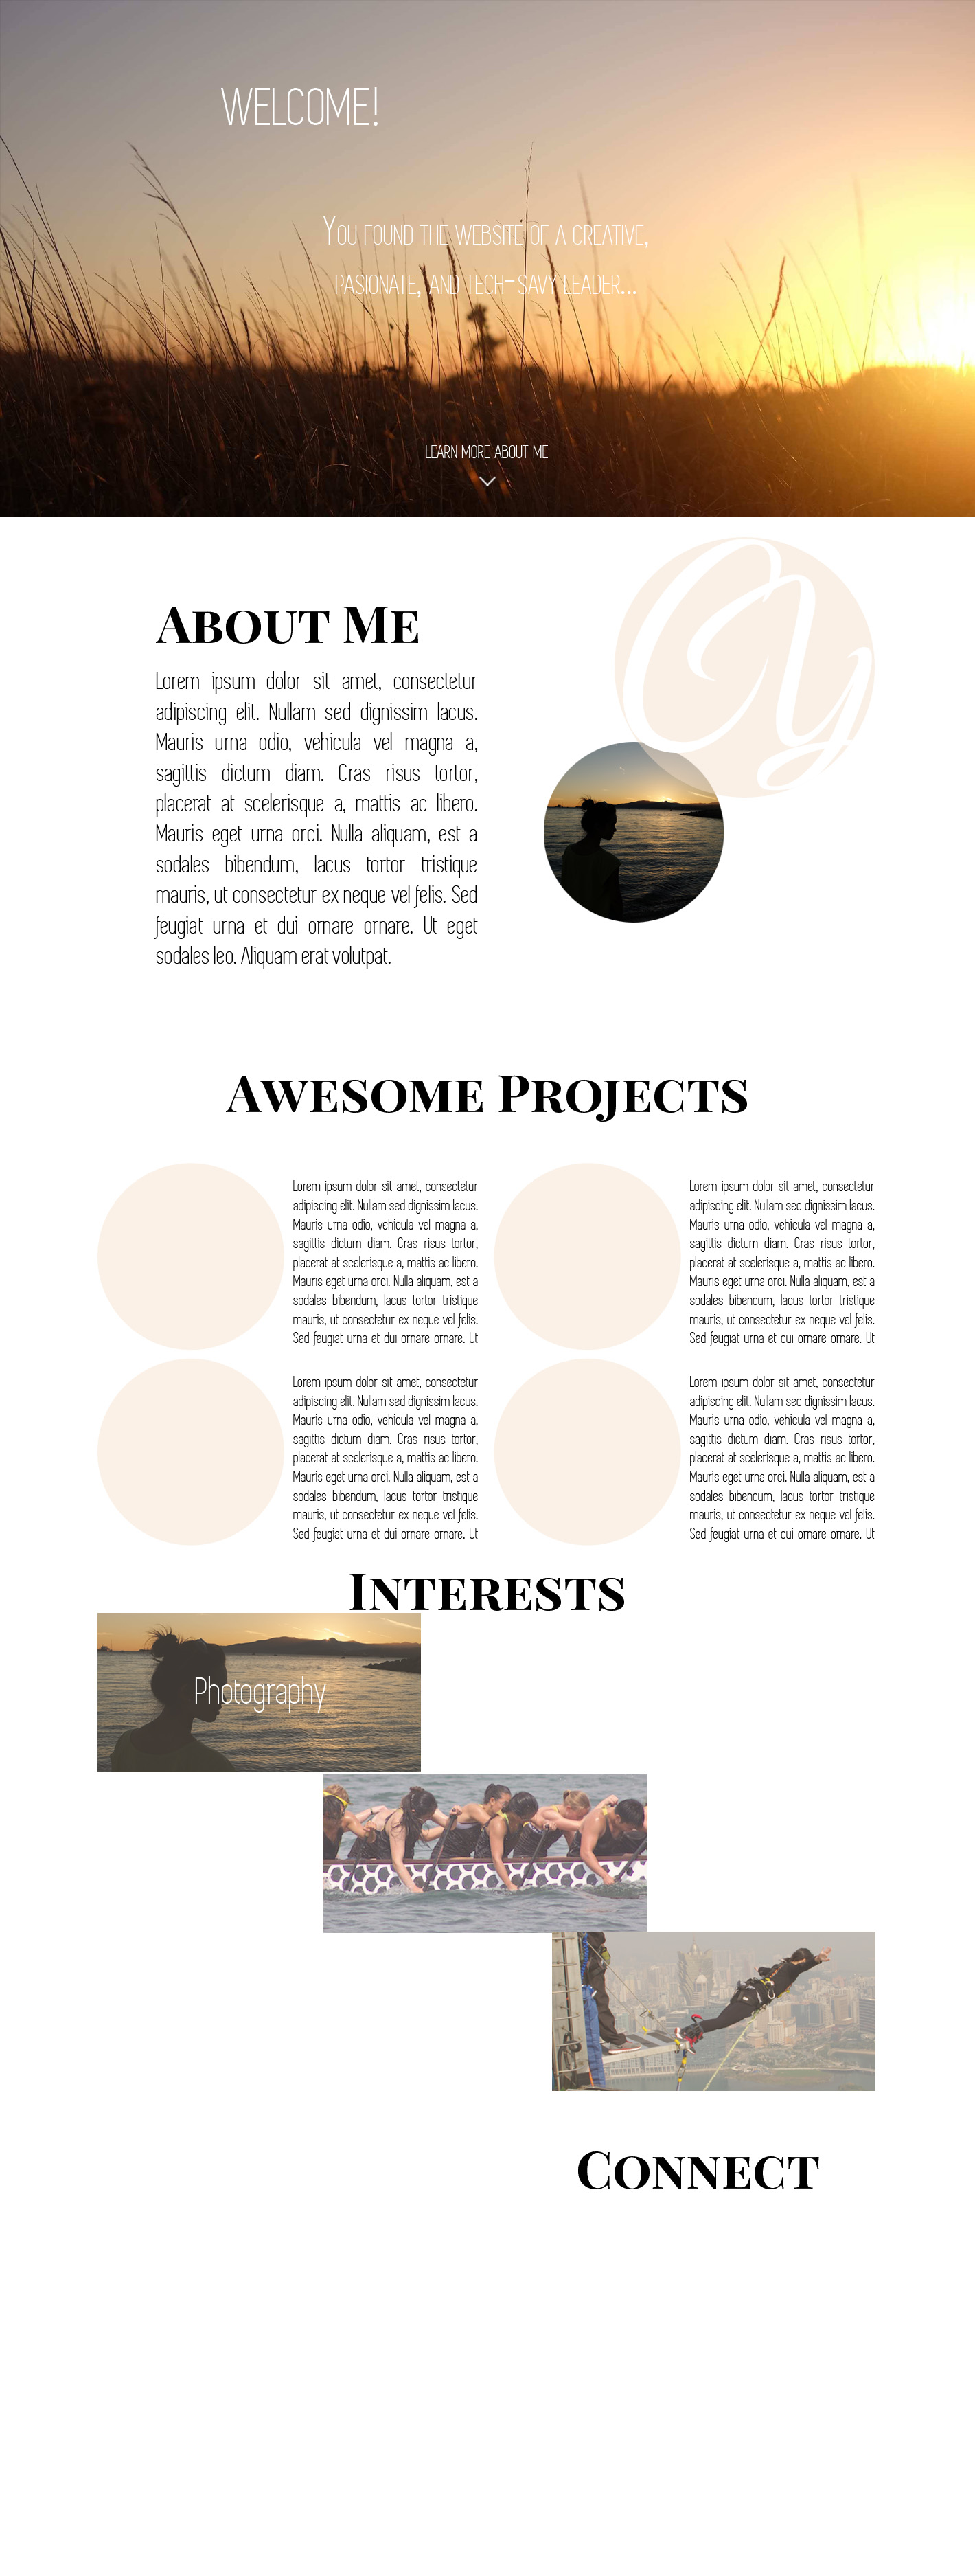 WELCOME!
YOU FOUND THE WEBSITE OF A CREATIVE,
PASIONATE, AND TECH-SAVY LEADER...
LEARN MORE ABOUT ME
ay
ABOUT ME
Lorem ipsum dolor sit amet, consectetur
adipiscing elit. Nullam sed dignissim lacus.
Mauris urna odio, vehicula vel magna a,
sagittis dictum diam. Cras risus tortor,
placerat at scelerisque a, mattis ac libero.
Mauris eget urna orci. Nulla aliquam, est a
sodales bibendum, lacus tortor tristique
mauris, ut consectetur ex neque vel felis. Sed
feugiat urna et dui ornare ornare. Ut eget
sodales leo. Aliquam erat volutpat.
AWESOME PROJECTS
Lorem ipsum dolor sit amet, consectetur
adipiscing elit. Nullam sed dignissim lacus.
Mauris urna odio, vehicula vel magna a,
sagittis dictum diam. Cras risus tortor,
placerat at scelerisque a, mattis ac libero.
Mauris eget urna orci. Nulla aliquam, est a
sodales bibendum, lacus tortor tristique
mauris, ut consectetur ex neque vel felis.
Sed feugiat urna et dui ornare ornare. Ut
Lorem ipsum dolor sit amet, consectetur
adipiscing elit. Nullam sed dignissim lacus.
Mauris urna odio, vehicula vel magna a,
sagittis dictum diam. Cras risus tortor,
placerat at scelerisque a, mattis ac libero.
Mauris eget urna orci. Nulla aliquam, est a
sodales bibendum, lacus tortor tristique
mauris, ut consectetur ex neque vel felis.
Sed feugiat urna et dui ornare ornare. Ut
Lorem ipsum dolor sit amet, consectetur
adipiscing elit. Nullam sed dignissim lacus.
Mauris urna odio, vehicula vel magna a,
sagittis dictum diam. Cras risus tortor,
placerat at scelerisque a, mattis ac libero.
Mauris eget urna orci. Nulla aliquam, est a
sodales bibendum, lacus tortor tristique
mauris, ut consectetur ex neque vel felis.
Sed feugiat urna et dui ornare ornare. Ut
Lorem ipsum dolor sit amet, consectetur
adipiscing elit. Nullam sed dignissim lacus.
Mauris urna odio, vehicula vel magna a,
sagittis dictum diam. Cras risus tortor,
placerat at scelerisque a, mattis ac libero.
Mauris eget urna orci. Nulla aliquam, est a
sodales bibendum, lacus tortor tristique
mauris, ut consectetur ex neque vel felis.
Sed feugiat urna et dui ornare ornare. Ut
INTERESTS
Photography
CONNECT